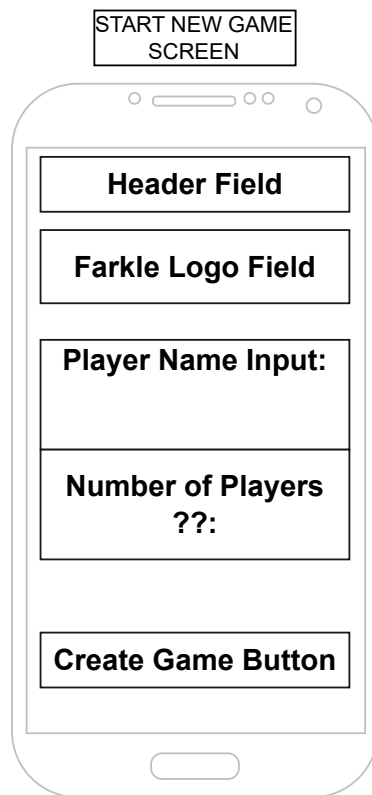 START NEW GAME
SCREEN
Header Field
Farkle Logo Field
Player Name Input:
Number of Players
??:
Create Game Button